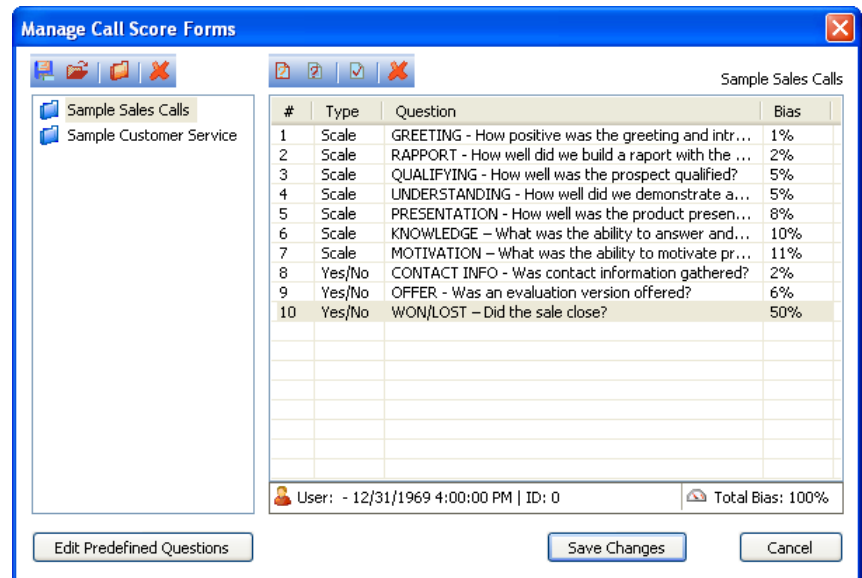 Manage Call Score Forms
Sample Sales Calls
Sample Sales Calls
Sample Customer Service
# Type Question Bias
1 Scale GREETING - How positive was the greeting and intr... 1%
2 Scale RAPPORT - How well did we build a raport with the ... 2%
3 Scale QUALIFYING - How well was the prospect qualified? 5%
4 Scale UNDERSTANDING - How well did we demonstrate a... 5%
5 Scale PRESENTATION - How well was the product presen... 8%
6 Scale KNOWLEDGE – What was the ability to answer and... 10%
7 Scale MOTIVATION – What was the ability to motivate pr... 11%
8 Yes/No CONTACT INFO - Was contact information gathered? 2%
9 Yes/No OFFER - Was an evaluation version offered? 6%
10 Yes/No WON/LOST – Did the sale close? 50%
User: - 12/31/1969 4:00:00 PM | ID: 0 Total Bias: 100%
Edit Predefined Questions Save Changes Cancel